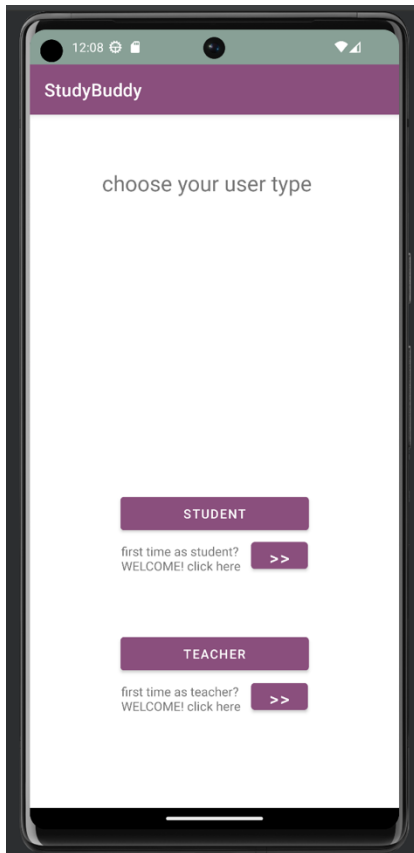 12:08
StudyBuddy
choose your user type
STUDENT
first time as student?
WELCOME! click here
>>
TEACHER
first time as teacher?
WELCOME! click here
>>